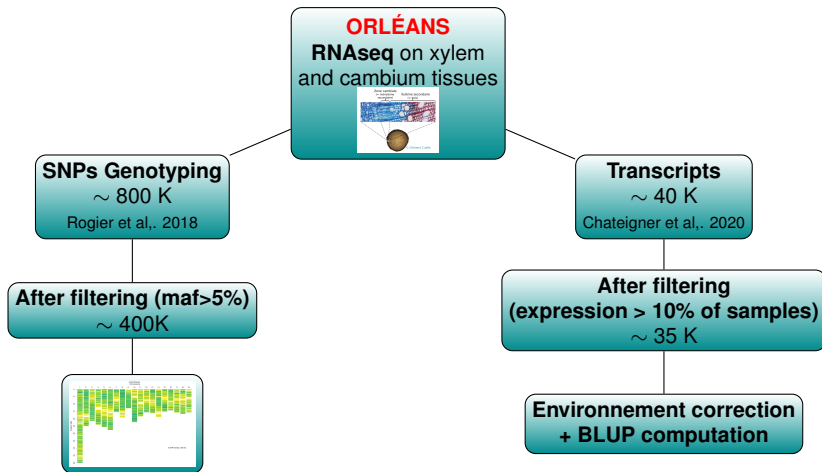 ORLÉANS
RNAseq on xylem
and cambium tissues
SNPs Genotyping
~ 800 K
Rogier et al,. 2018
After filtering (maf>5%)
~ 400K
Transcripts
~ 40 K
Chateigner et al,. 2020
After filtering
(expression > 10% of samples)
~ 35 K
Environnement correction
+ BLUP computation